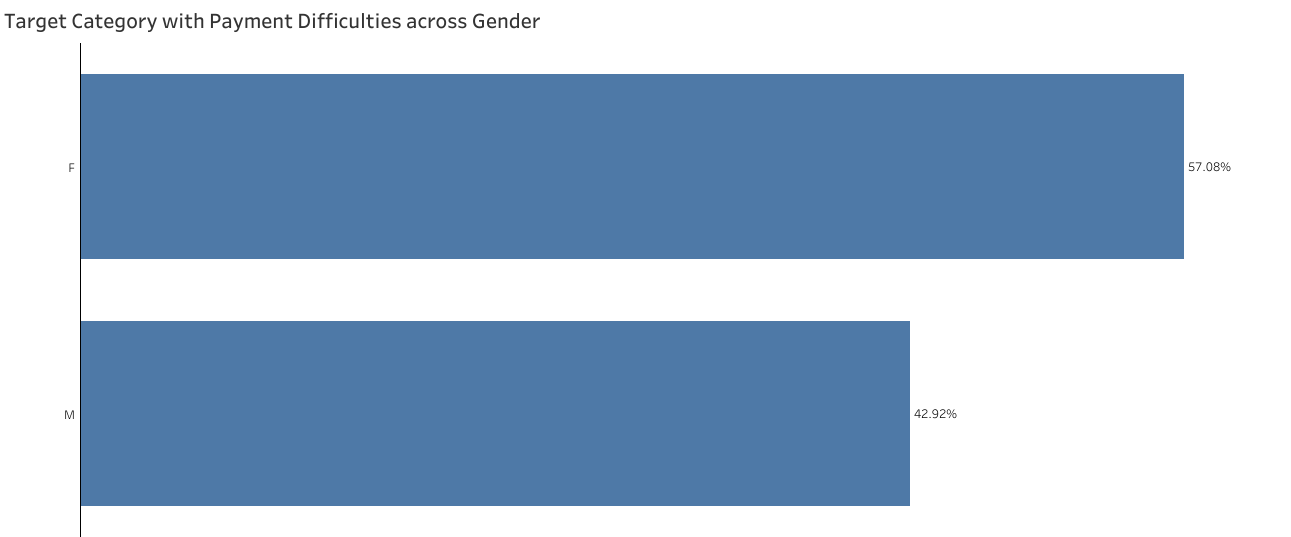 Target Category with Payment Difficulties across Gender
F
57.08%
M
42.92%